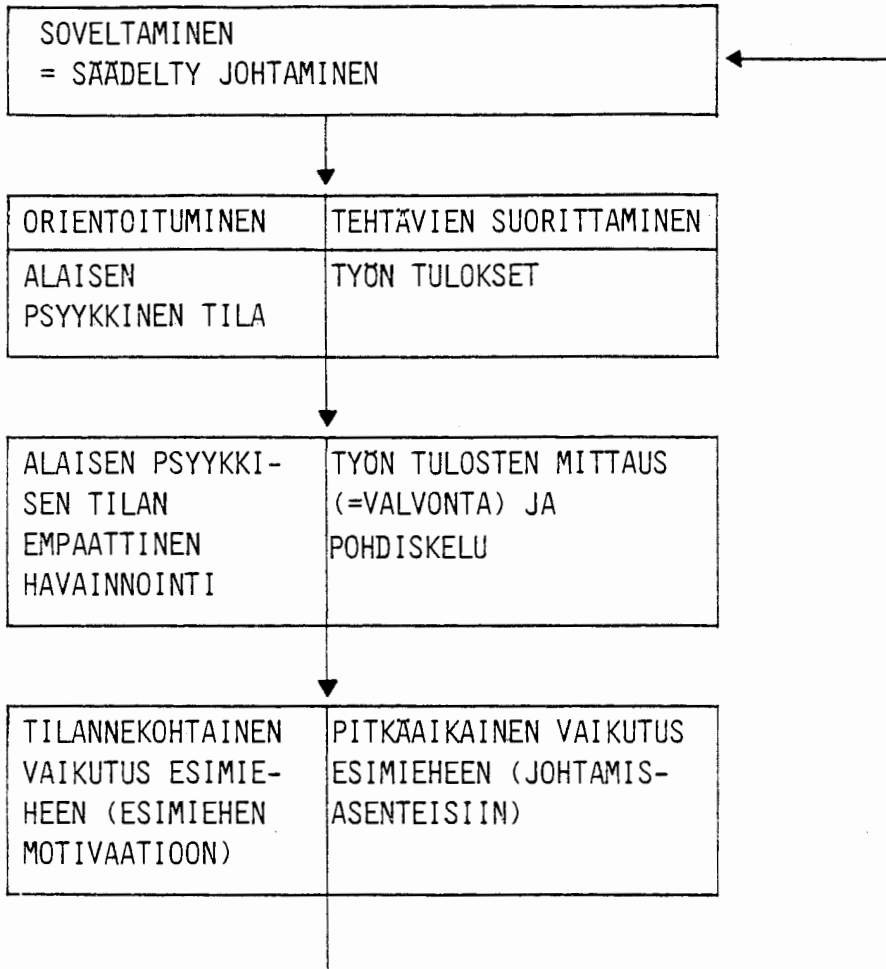 SOVELTAMINEN
= SÄÄDELTY JOHTAMINEN
ORIENTOITUMINEN
TEHTÄVIEN SUORITTAMINEN
ALAISEN
PSYYKKINEN TILA
TYÖN TULOKSET
ALAISEN PSYYKKI-
SEN TILAN
EMPAATTINEN
HAVAINNOINTI
TYÖN TULOSTEN MITTAUS
(=VALVONTA) JA
POHDISKELU
TILANNEKOHTAINEN
VAIKUTUS ESIMIE-
HEEN (ESIMIEHEN
MOTIVAATIOON)
PITKÄAIKAINEN VAIKUTUS
ESIMIEHEEN (JOHTAMIS-
ASENTEISIIN)